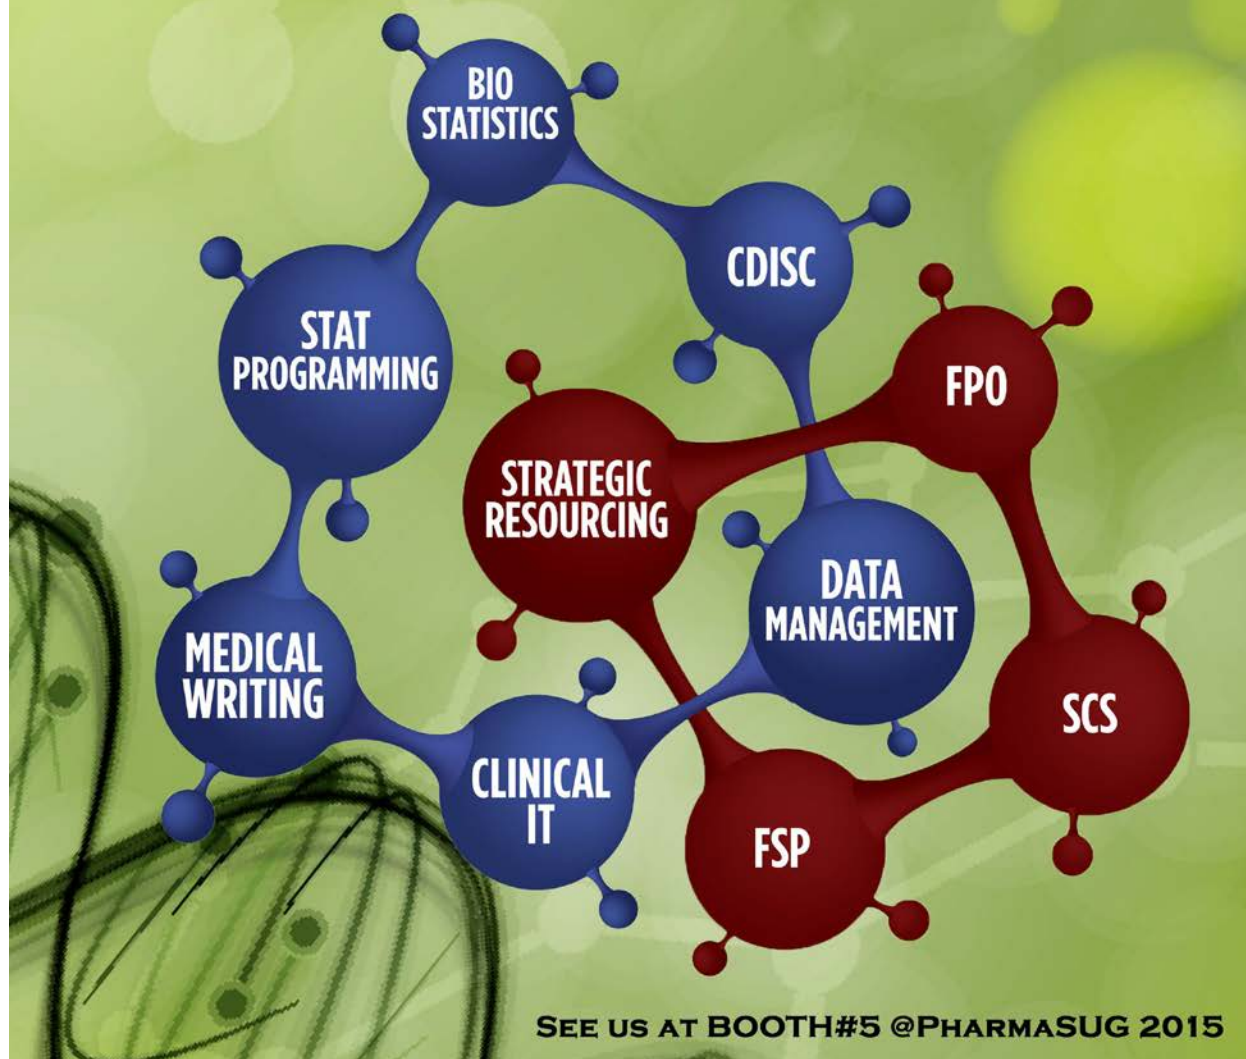 BIO
STATISTICS
CDISC
STAT
PROGRAMMING
FPO
STRATEGIC
RESOURCING
DATA
MANAGEMENT
MEDICAL
WRITING
SCS
CLINICAL
IT
FSP
SEE US AT BOOTH#5 @PHARMASUG 2015